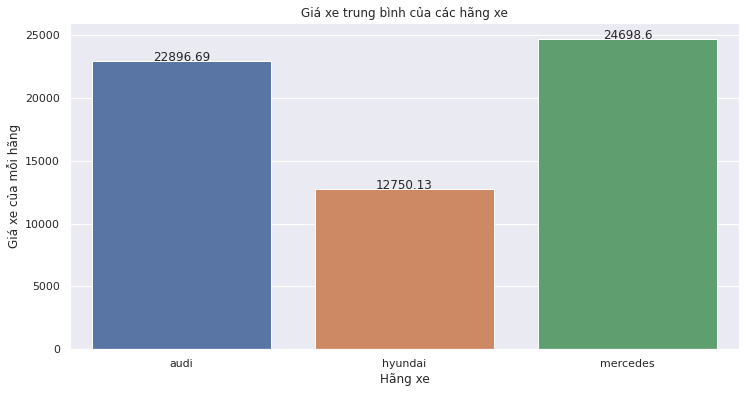 Giá xe trung bình của các hãng xe
25000
20000
15000
10000
5000
0
Giá xe của mỗi hãng
22896.69
12750.13
24698.6
audi
hyundai
mercedes
Hãng xe